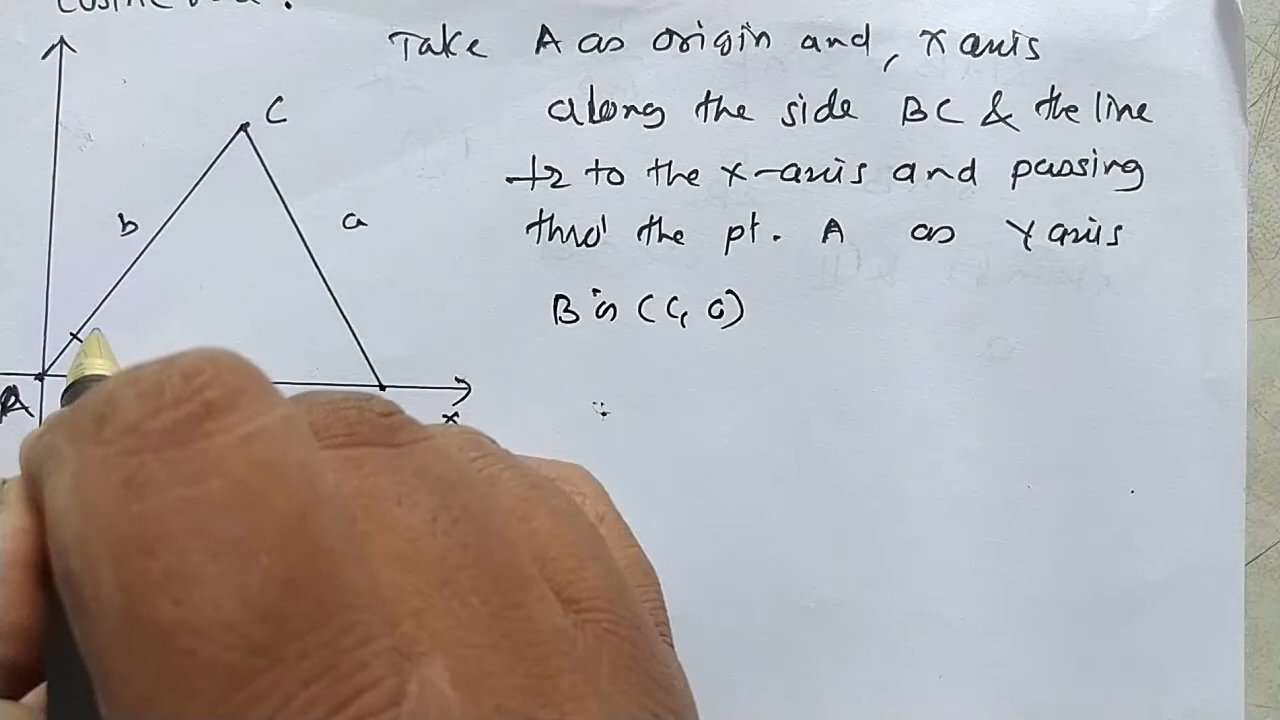 Take A as origin and, X axis
along the side BC & the line
⊥r to the x-axis and passing
thro' the pt. A as Y axis
B is (c, 0)
C
b
a
A
x